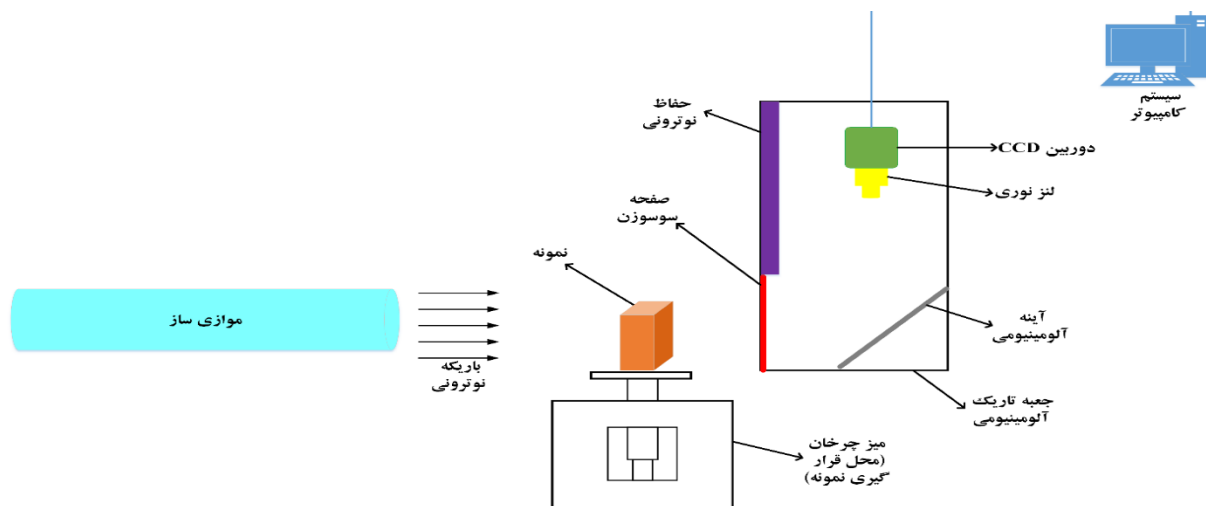 سیستم
کامپیوتر
حفاظ
نوترونی
دوربین CCD
لنز نوری
صفحه
سوسوزن
نمونه
موازی ساز
باریکه
نوترونی
آینه
آلومینیومی
جعبه تاریک
آلومینیومی
میز چرخان
(محل قرار
گیری نمونه)